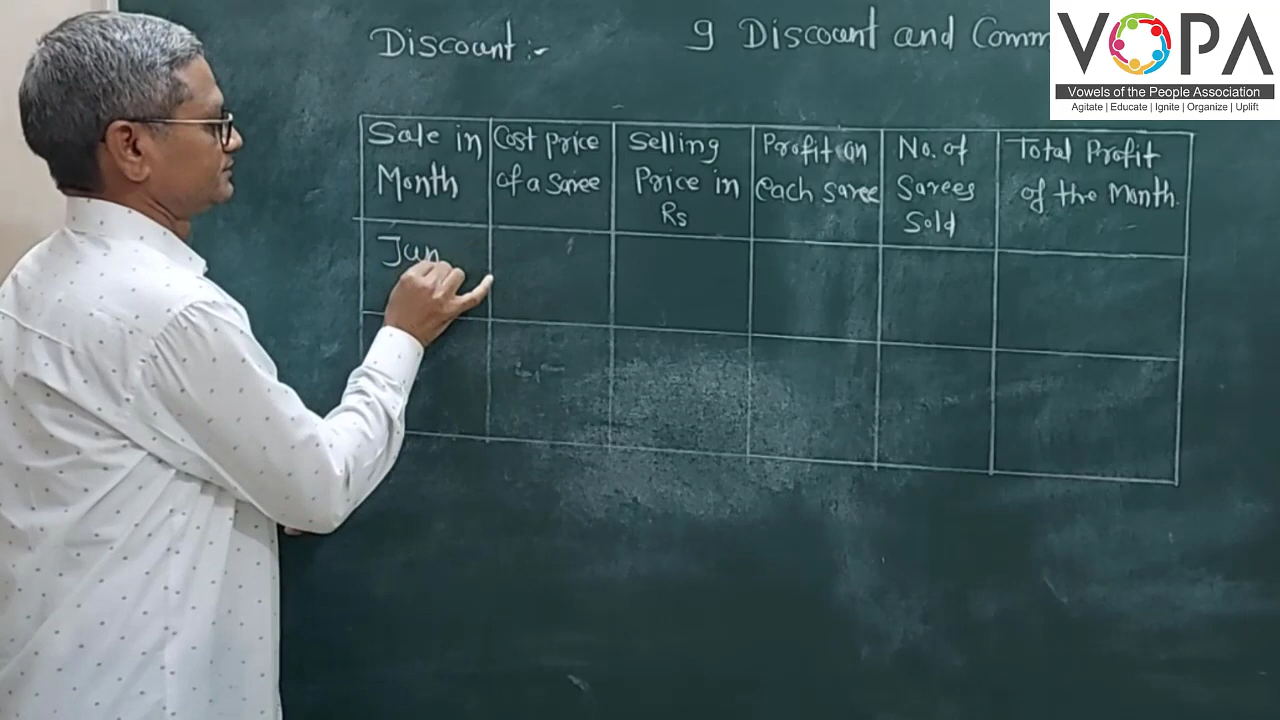 Discount :-
9 Discount and Comm
VOPA
Vowels of the People Association
Agitate | Educate | Ignite | Organize | Uplift
Sale in
Month
Cost price
of a Saree
Selling
Price in
Rs
Profit on
each saree
No. of
Sarees
Sold
Total Profit
of the Month.
Jan